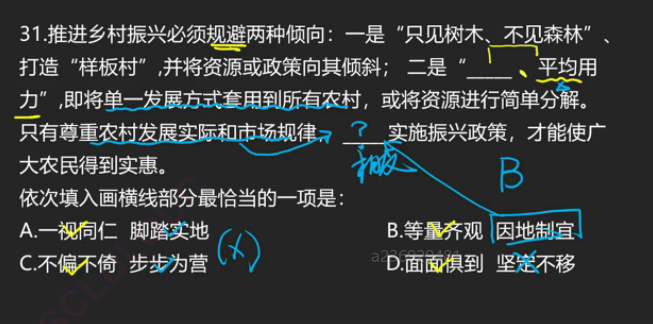 31.推进乡村振兴必须规避两种倾向：一是“只见树木、不见森林”、
打造“样板村”,并将资源或政策向其倾斜；二是“_____、平均用
力”,即将单一发展方式套用到所有农村，或将资源进行简单分解。
只有尊重农村发展实际和市场规律，_____实施振兴政策，才能使广
?
大农民得到实惠。
B
依次填入画横线部分最恰当的一项是：
A.一视同仁 脚踏实地 B.等量齐观 因地制宜
(X)
C.不偏不倚 步步为营 D.面面俱到 坚定不移